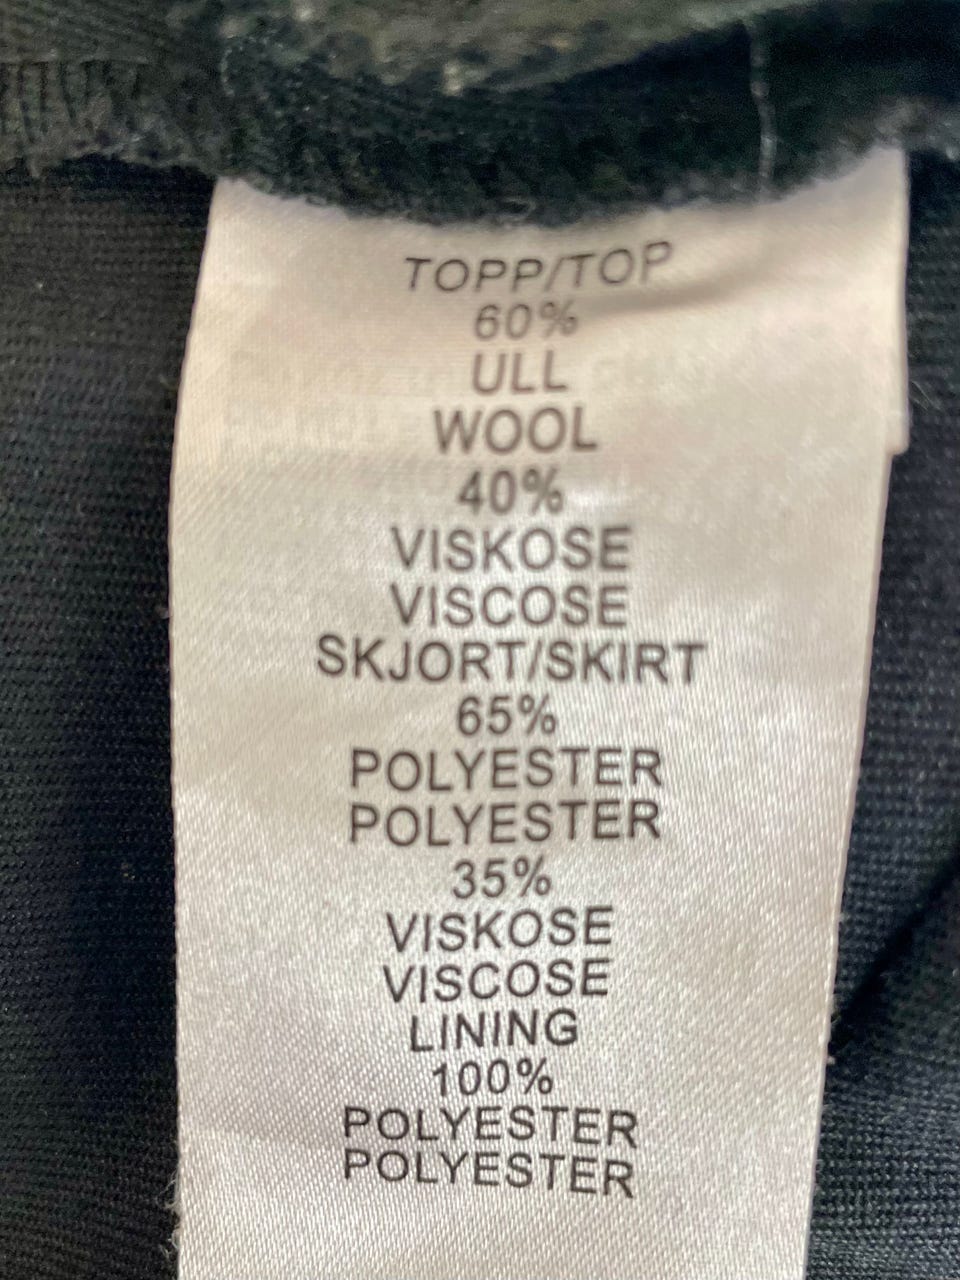 TOPP/TOP
60%
ULL
WOOL
40%
VISKOSE
VISCOSE
SKJORT/SKIRT
65%
POLYESTER
POLYESTER
35%
VISKOSE
VISCOSE
LINING
100%
POLYESTER
POLYESTER